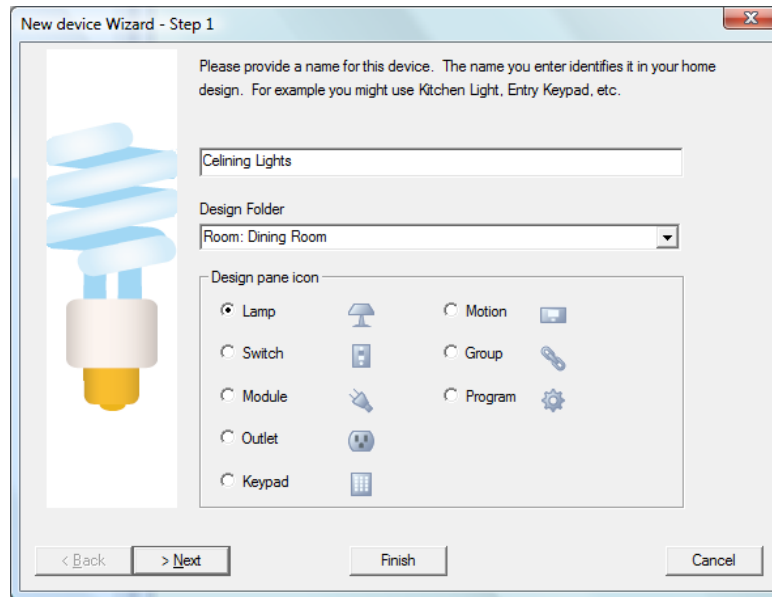 New device Wizard - Step 1
Please provide a name for this device. The name you enter identifies it in your home
design. For example you might use Kitchen Light, Entry Keypad, etc.
Celining Lights
Design Folder
Room: Dining Room
Design pane icon
Lamp
Motion
Switch
Group
Module
Program
Outlet
Keypad
< Back
> Next
Finish
Cancel